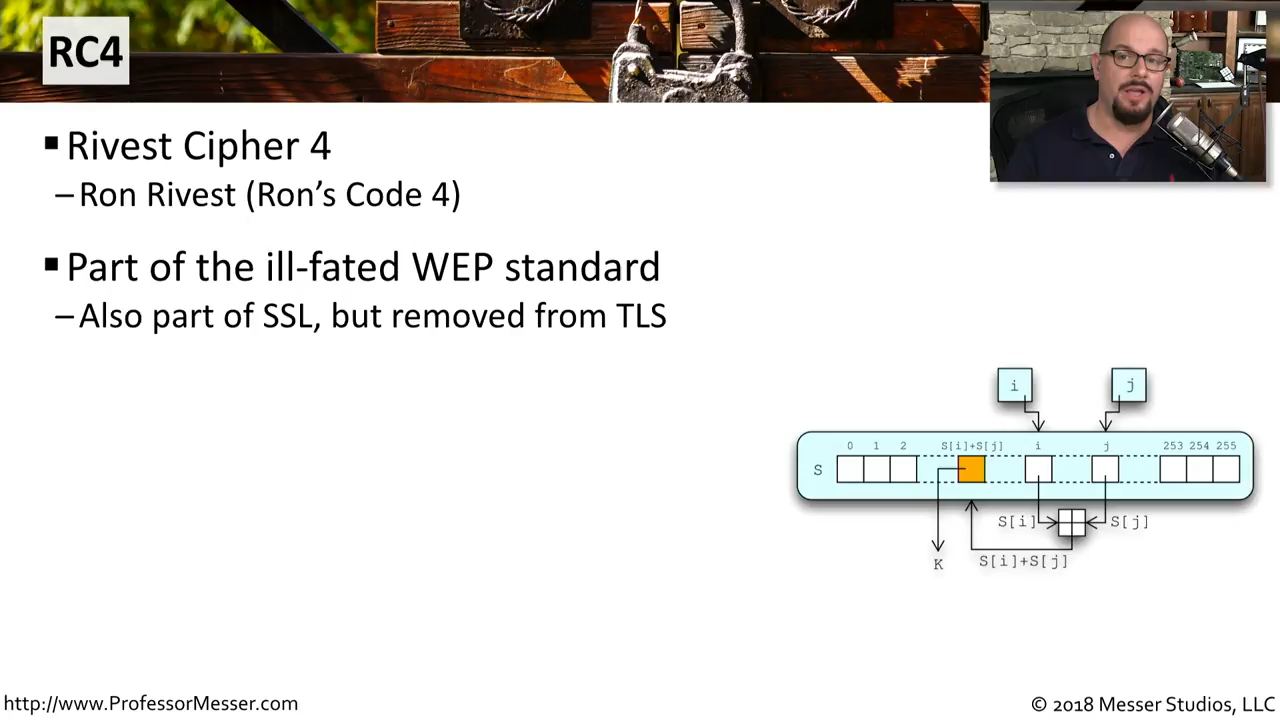 RC4
▪Rivest Cipher 4
–Ron Rivest (Ron’s Code 4)
▪Part of the ill-fated WEP standard
–Also part of SSL, but removed from TLS
i j
0 1 2 S[i]+S[j] i j 253 254 255
S
S[i] S[j]
K S[i]+S[j]
http://www.ProfessorMesser.com
© 2018 Messer Studios, LLC